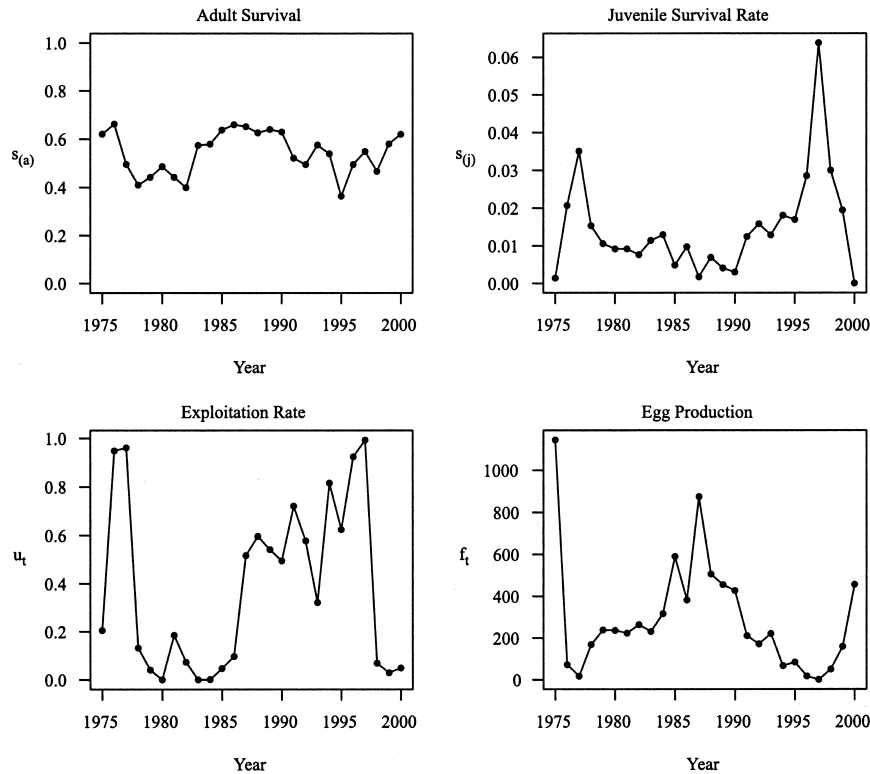 Adult Survival
1.0
0.8
0.6
s(a)
0.4
0.2
0.0
1975 1980 1985 1990 1995 2000
Year
Juvenile Survival Rate
0.06
0.05
0.04
s(j)
0.03
0.02
0.01
0.00
1975 1980 1985 1990 1995 2000
Year
Exploitation Rate
1.0
0.8
0.6
ut
0.4
0.2
0.0
1975 1980 1985 1990 1995 2000
Year
Egg Production
1000
800
600
ft
400
200
0
1975 1980 1985 1990 1995 2000
Year